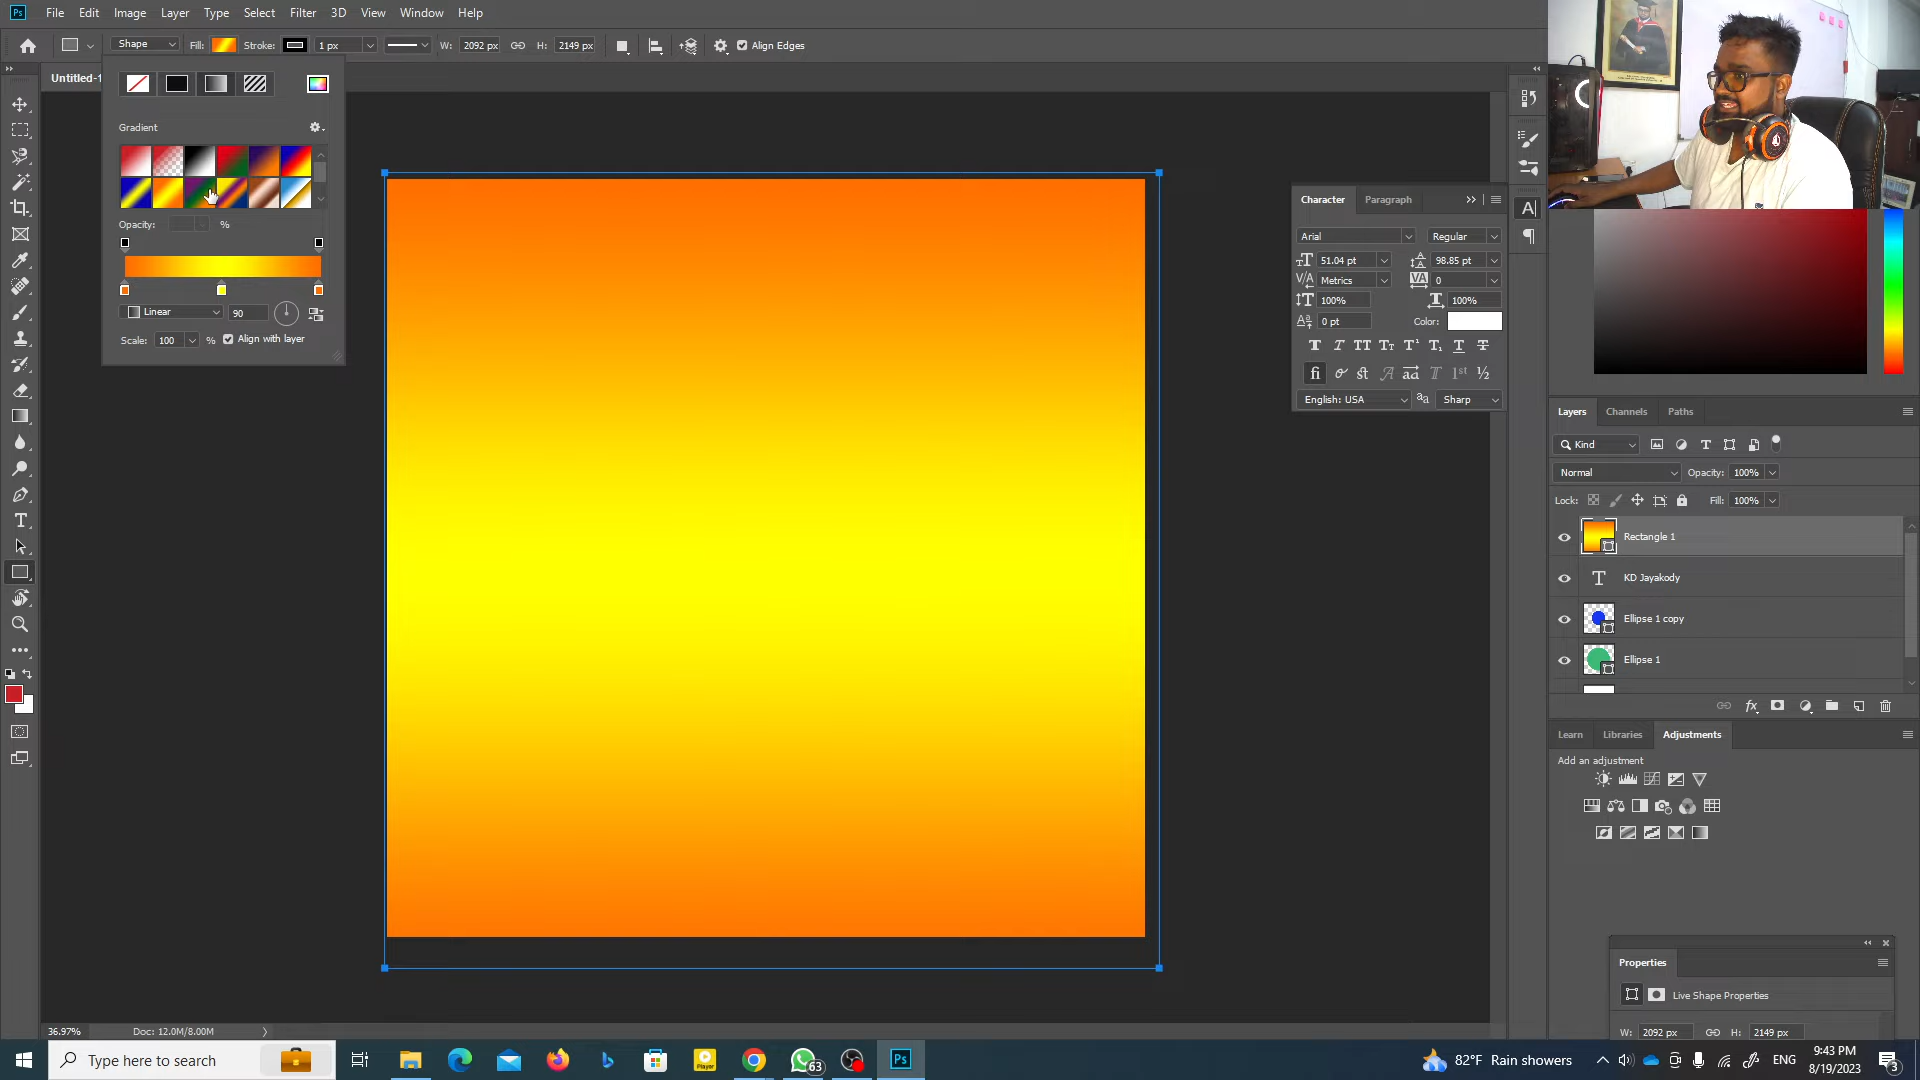 Ps File Edit Image Layer Type Select Filter 3D View Window Help
Shape Fill: Stroke: 1 px W: 2092 px H: 2149 px Align Edges
Untitled-1
Gradient
Opacity: %
Linear 90
Scale: 100 % Align with layer
Character Paragraph
Arial Regular
51.04 pt 98.85 pt
Metrics 0
100% 100%
0 pt Color:
English: USA Sharp
Layers Channels Paths
Kind
Normal Opacity: 100%
Lock: Fill: 100%
Rectangle 1
KD Jayakody
Ellipse 1 copy
Ellipse 1
Learn Libraries Adjustments
Add an adjustment
Properties
Live Shape Properties
W: 2092 px H: 2149 px
36.97% Doc: 12.0M/8.00M
Type here to search
Player
63
Ps
82°F Rain showers
ENG
9:43 PM
8/19/2023
3